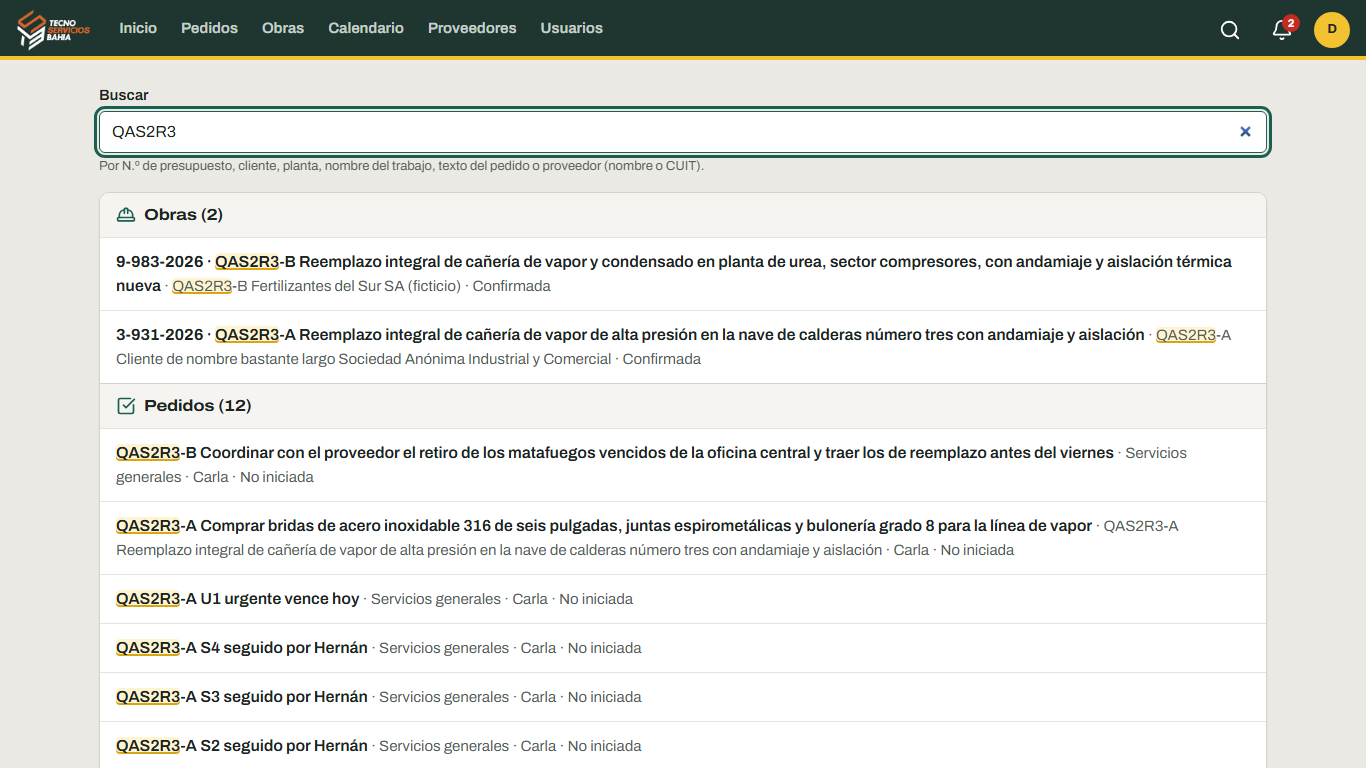 TECNO
SERVICIOS
BAHIA
Inicio
Pedidos
Obras
Calendario
Proveedores
Usuarios
2
D
Buscar
QAS2R3
Por N.º de presupuesto, cliente, planta, nombre del trabajo, texto del pedido o proveedor (nombre o CUIT).
Obras (2)
9-983-2026 · QAS2R3-B Reemplazo integral de cañería de vapor y condensado en planta de urea, sector compresores, con andamiaje y aislación térmica
nueva · QAS2R3-B Fertilizantes del Sur SA (ficticio) · Confirmada
3-931-2026 · QAS2R3-A Reemplazo integral de cañería de vapor de alta presión en la nave de calderas número tres con andamiaje y aislación · QAS2R3-A
Cliente de nombre bastante largo Sociedad Anónima Industrial y Comercial · Confirmada
Pedidos (12)
QAS2R3-B Coordinar con el proveedor el retiro de los matafuegos vencidos de la oficina central y traer los de reemplazo antes del viernes · Servicios
generales · Carla · No iniciada
QAS2R3-A Comprar bridas de acero inoxidable 316 de seis pulgadas, juntas espirometálicas y bulonería grado 8 para la línea de vapor · QAS2R3-A
Reemplazo integral de cañería de vapor de alta presión en la nave de calderas número tres con andamiaje y aislación · Carla · No iniciada
QAS2R3-A U1 urgente vence hoy · Servicios generales · Carla · No iniciada
QAS2R3-A S4 seguido por Hernán · Servicios generales · Carla · No iniciada
QAS2R3-A S3 seguido por Hernán · Servicios generales · Carla · No iniciada
QAS2R3-A S2 seguido por Hernán · Servicios generales · Carla · No iniciada